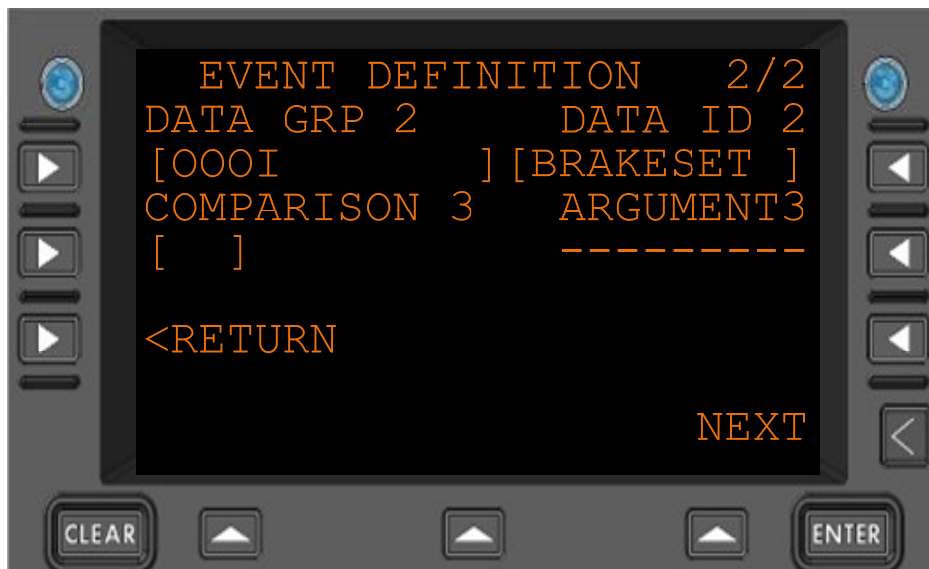 EVENT DEFINITION 2/2
DATA GRP 2 DATA ID 2
[OOOI ][BRAKESET ]
COMPARISON 3 ARGUMENT3
[ ] ---------
<RETURN
NEXT
CLEAR ENTER